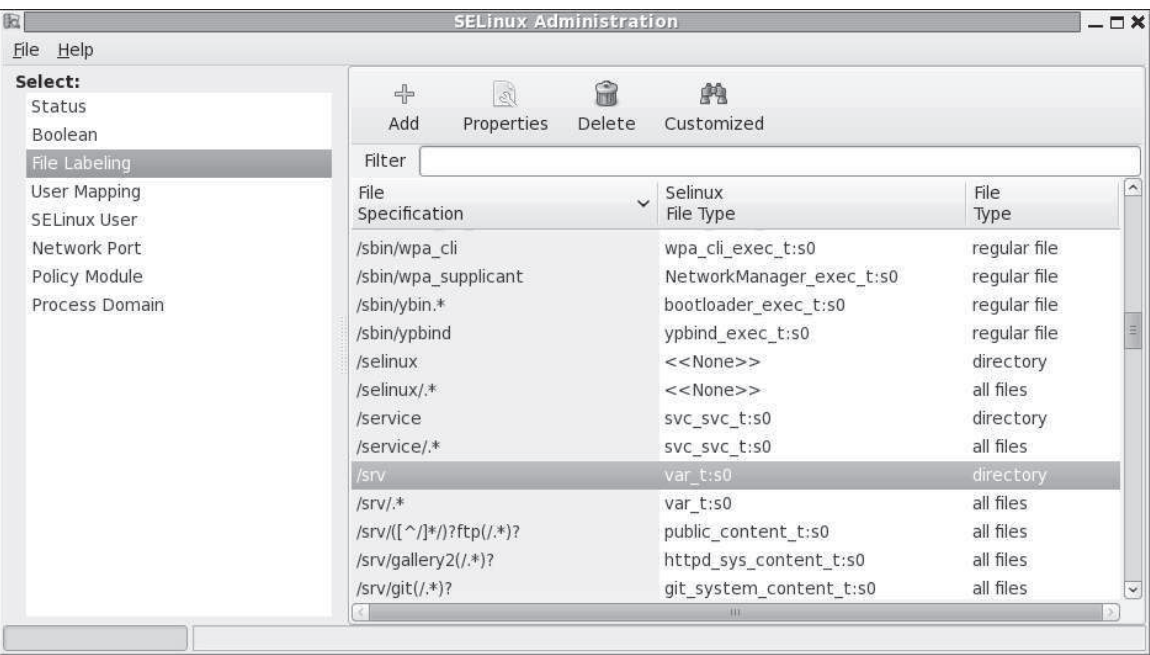 SELinux Administration
File Help
Select:
Status
Boolean
File Labeling
User Mapping
SELinux User
Network Port
Policy Module
Process Domain
Add Properties Delete Customized
Filter
File Specification Selinux File Type File Type
/sbin/wpa_cli wpa_cli_exec_t:s0 regular file
/sbin/wpa_supplicant NetworkManager_exec_t:s0 regular file
/sbin/ybin.* bootloader_exec_t:s0 regular file
/sbin/ypbind ypbind_exec_t:s0 regular file
/selinux <<None>> directory
/selinux/.* <<None>> all files
/service svc_svc_t:s0 directory
/service/.* svc_svc_t:s0 all files
/srv var_t:s0 directory
/srv/.* var_t:s0 all files
/srv/([^/]*/)?ftp(/.*)? public_content_t:s0 all files
/srv/gallery2(/.*)? httpd_sys_content_t:s0 all files
/srv/git(/.*)? git_system_content_t:s0 all files